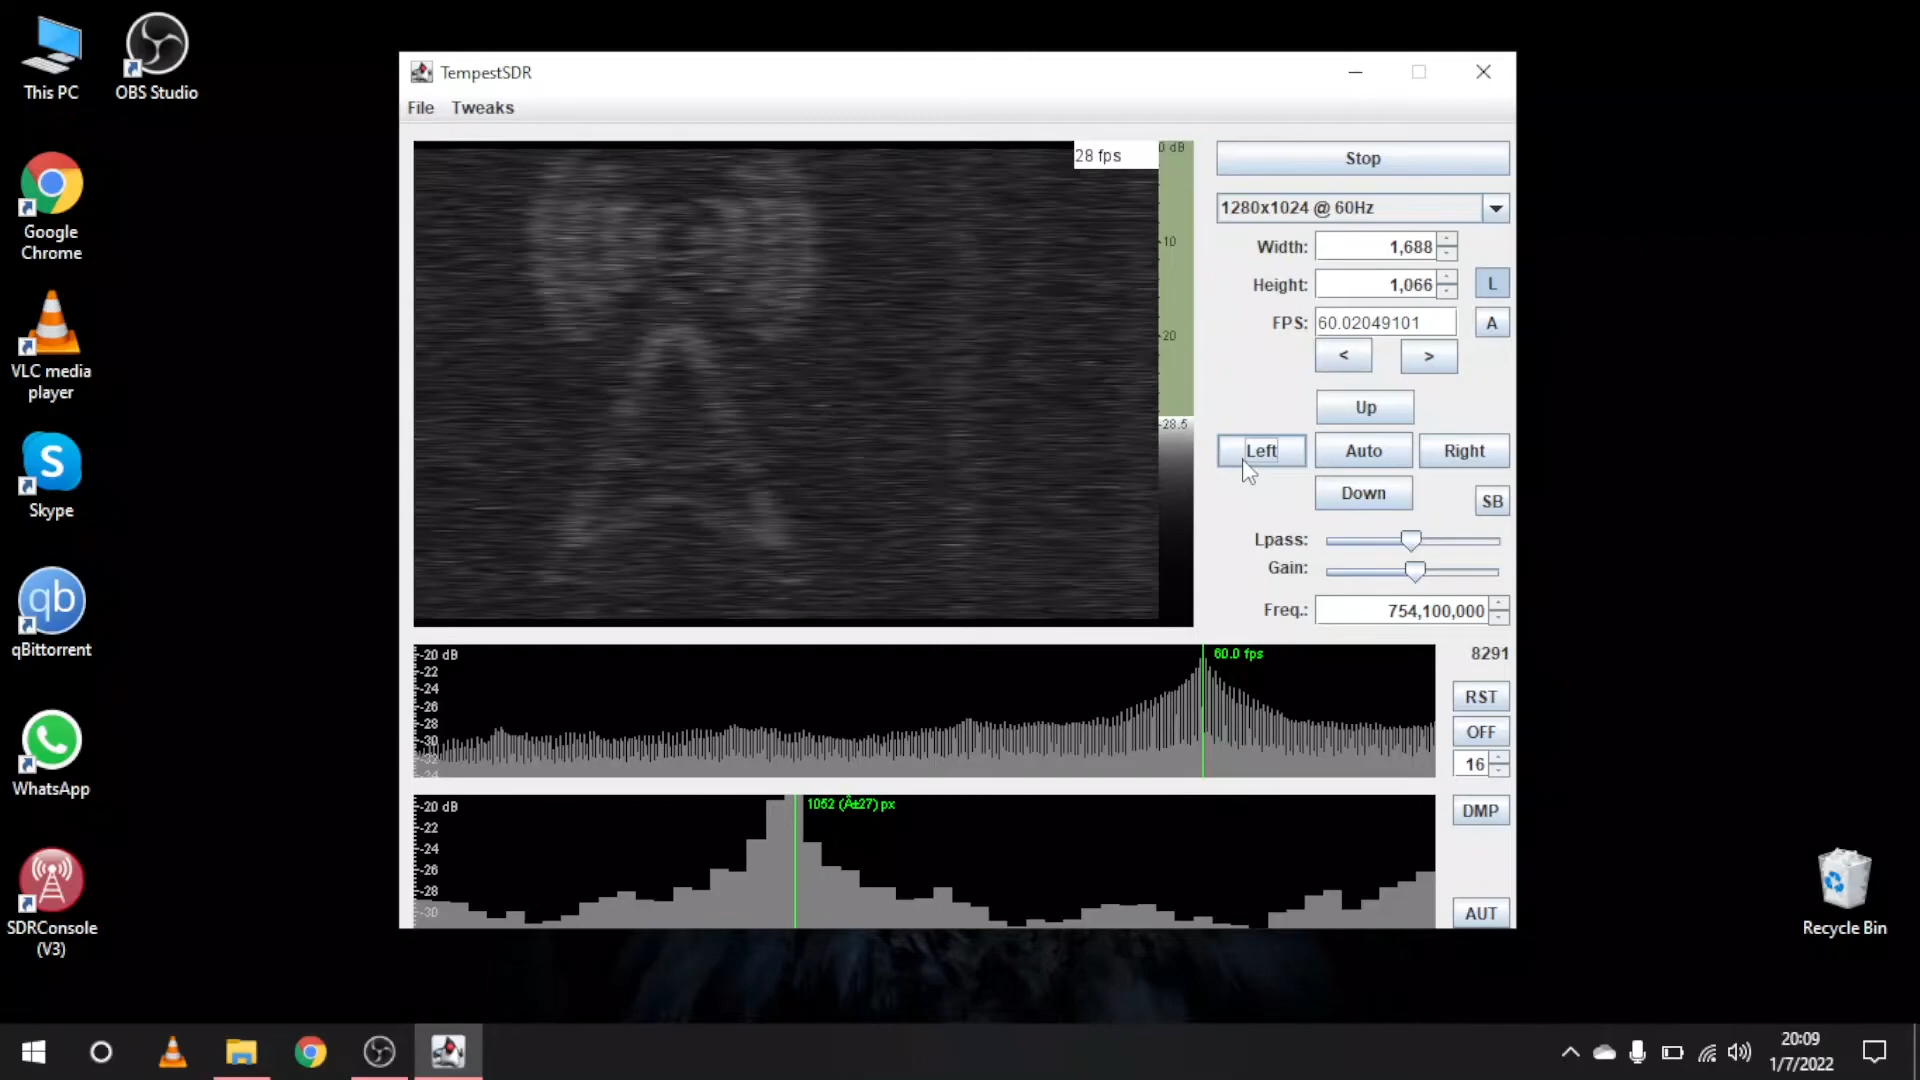 This PC
OBS Studio
Google
Chrome
VLC media
player
Skype
qBittorrent
WhatsApp
SDRConsole
(V3)
TempestSDR
File Tweaks
28 fps
0 dB
-10
-20
-28.5
Stop
1280x1024 @ 60Hz
Width: 1,688
Height: 1,066 L
FPS: 60.02049101 A
< >
Up
Left Auto Right
Down
SB
Lpass:
Gain:
Freq.: 754,100,000
-20 dB
-22
-24
-26
-28
-30
-32
60.0 fps
8291
RST
OFF
16
DMP
-20 dB
-22
-24
-26
-28
-30
1052 (Â±27) px
AUT
Recycle Bin
20:09
1/7/2022